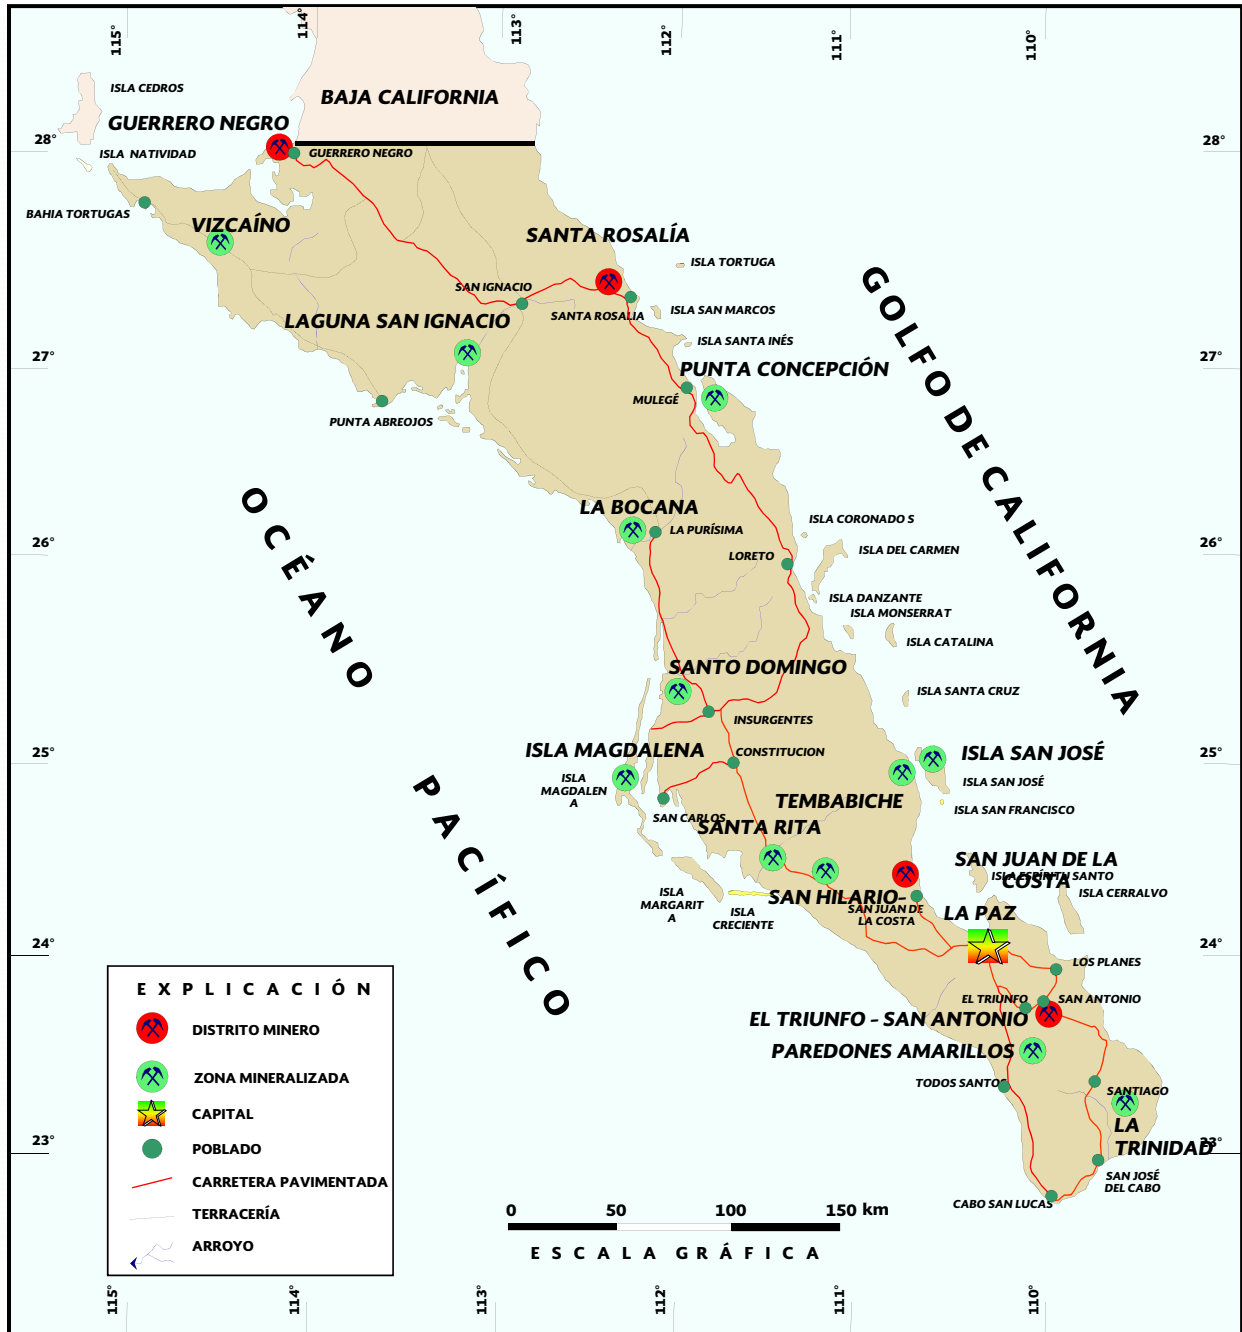 115°
114°
113°
112°
111°
110°
ISLA CEDROS
BAJA CALIFORNIA
GUERRERO NEGRO
28°
28°
ISLA NATIVIDAD
GUERRERO NEGRO
BAHIA TORTUGAS
VIZCAÍNO
SANTA ROSALÍA
ISLA TORTUGA
SAN IGNACIO
SANTA ROSALIA
ISLA SAN MARCOS
LAGUNA SAN IGNACIO
ISLA SANTA INÉS
27°
27°
PUNTA CONCEPCIÓN
MULEGÉ
PUNTA ABREOJOS
GOLFO DE CALIFORNIA
OCÉANO PACÍFICO
LA BOCANA
LA PURÍSIMA
ISLA CORONADO S
26°
26°
LORETO
ISLA DEL CARMEN
ISLA DANZANTE
ISLA MONSERRAT
ISLA CATALINA
SANTO DOMINGO
ISLA SANTA CRUZ
INSURGENTES
25°
25°
ISLA MAGDALENA
CONSTITUCION
ISLA SAN JOSÉ
ISLA
MAGDALEN
A
ISLA SAN JOSÉ
TEMBABICHE
ISLA SAN FRANCISCO
SAN CARLOS
SANTA RITA
SAN JUAN DE LA
COSTA
ISLA ESPÍRITU SANTO
ISLA CERRALVO
ISLA
MARGARIT
A
ISLA
CRECIENTE
SAN HILARIO-
SAN JUAN DE
LA COSTA
LA PAZ
24°
24°
LOS PLANES
EL TRIUNFO
SAN ANTONIO
EL TRIUNFO - SAN ANTONIO
PAREDONES AMARILLOS
TODOS SANTOS
SANTIAGO
LA
TRINIDAD
23°
23°
SAN JOSÉ
DEL CABO
CABO SAN LUCAS
EXPLICACIÓN
DISTRITO MINERO
ZONA MINERALIZADA
CAPITAL
POBLADO
CARRETERA PAVIMENTADA
TERRACERÍA
ARROYO
0 50 100 150 km
ESCALA GRÁFICA
115°
114°
113°
112°
111°
110°